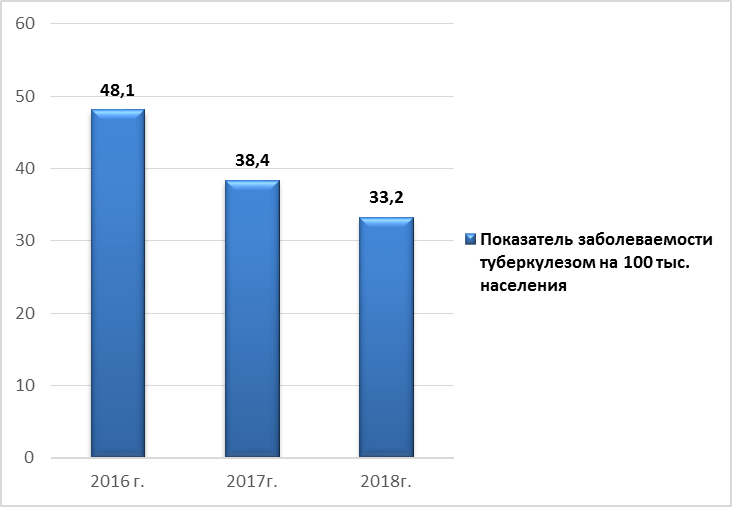 60
50
40
30
20
10
0
48,1
38,4
33,2
2016 г.
2017г.
2018г.
Показатель заболеваемости
туберкулезом на 100 тыс.
населения